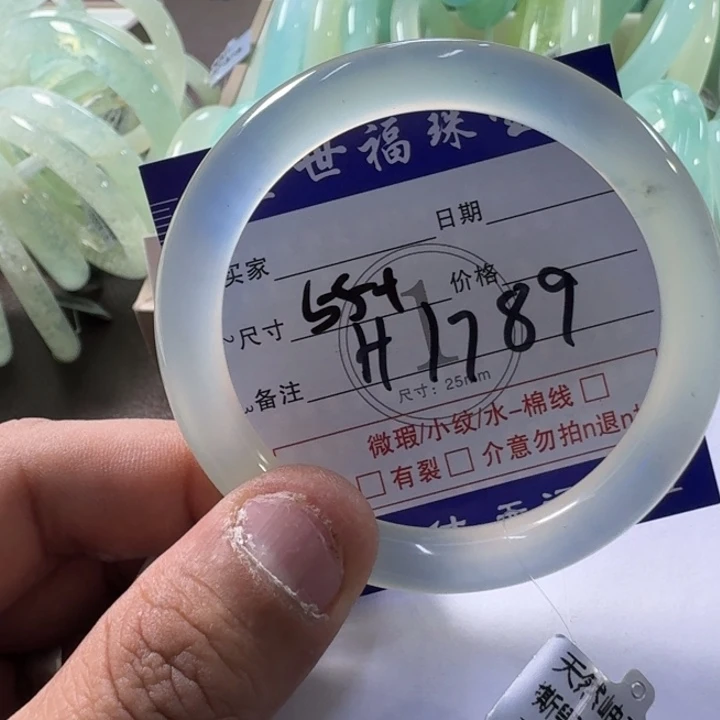 世福珠宝
日期
买家
价格
尺寸 554
H1789
备注
尺寸：25mm
微瑕/小纹/水-棉线□
□有裂□ 介意勿拍n退n
天然